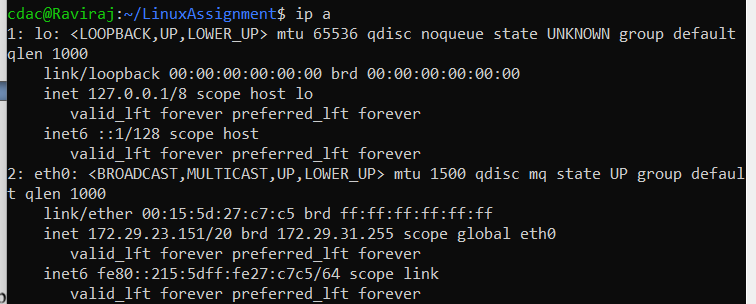 cdac@Raviraj:~/LinuxAssignment$ ip a
1: lo: <LOOPBACK,UP,LOWER_UP> mtu 65536 qdisc noqueue state UNKNOWN group default
qlen 1000
    link/loopback 00:00:00:00:00:00 brd 00:00:00:00:00:00
    inet 127.0.0.1/8 scope host lo
       valid_lft forever preferred_lft forever
    inet6 ::1/128 scope host
       valid_lft forever preferred_lft forever
2: eth0: <BROADCAST,MULTICAST,UP,LOWER_UP> mtu 1500 qdisc mq state UP group defaul
t qlen 1000
    link/ether 00:15:5d:27:c7:c5 brd ff:ff:ff:ff:ff:ff
    inet 172.29.23.151/20 brd 172.29.31.255 scope global eth0
       valid_lft forever preferred_lft forever
    inet6 fe80::215:5dff:fe27:c7c5/64 scope link
       valid_lft forever preferred_lft forever